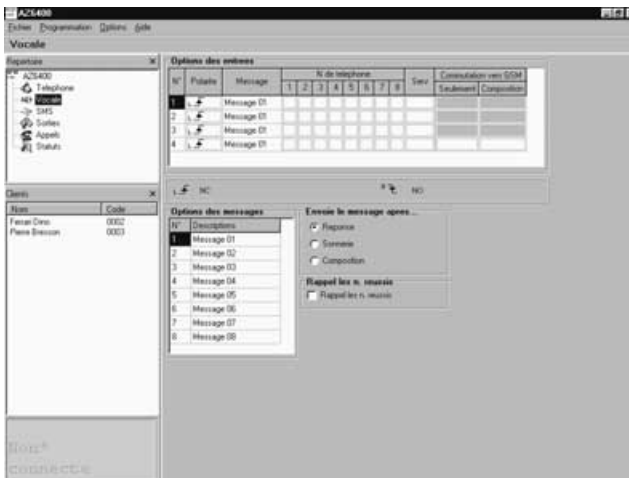 AZS400
Fichier Programmation Options Aide
Vocale
Repertoire ×
AZS400
Telephone
Vocale
SMS
Sorties
Appels
Statuts
Clients ×
Nom Code
Ferrari Dino 0002
Pierre Bresson 0003
Non*
connecte
Options des entrees
N° Polarite Message N de telephone Serv Commutation vers GSM
1 2 3 4 5 6 7 8 Seulement Composition
1 Message 01
2 Message 01
3 Message 01
4 Message 01
NC NO
Options des messages
N° Descriptions
1 Message 01
2 Message 02
3 Message 03
4 Message 04
5 Message 05
6 Message 06
7 Message 07
8 Message 08
Envoie le message apres...
Reponse
Sonnerie
Composition
Rappel les n. reussis
Rappel les n. reussis